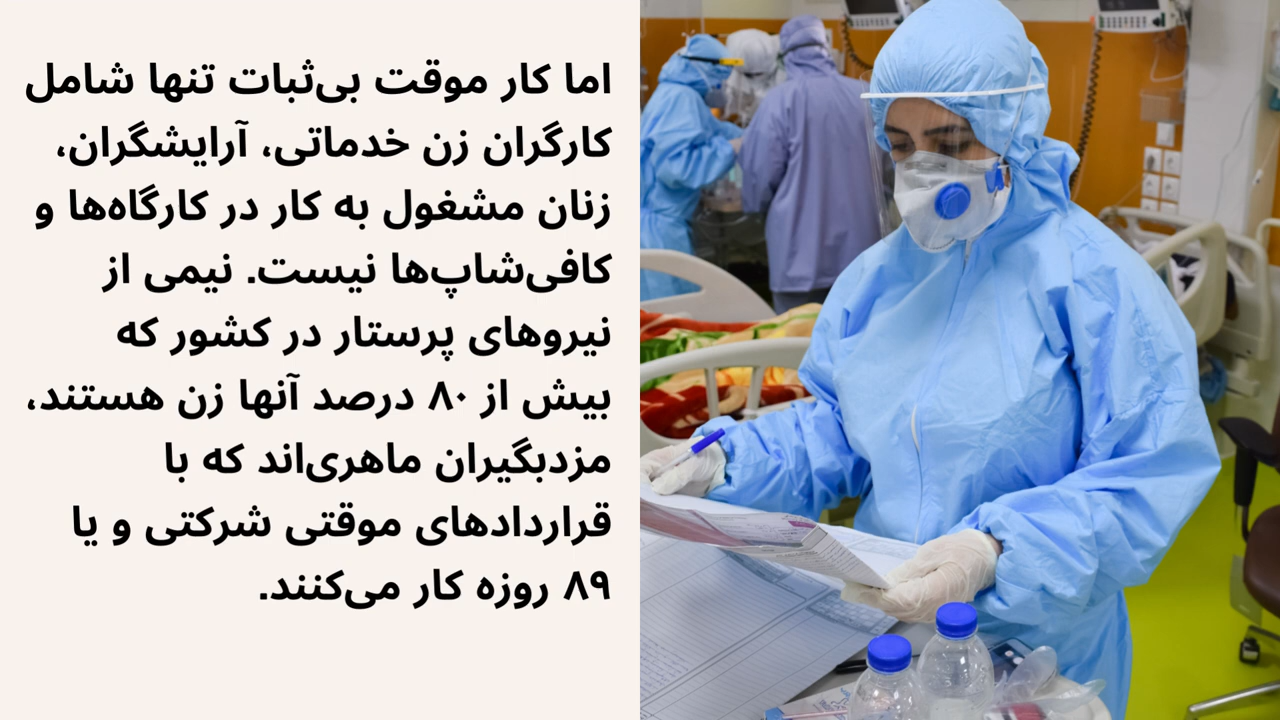 اما کار موقت بی‌ثبات تنها شامل
کارگران زن خدماتی، آرایشگران،
زنان مشغول به کار در کارگاه‌ها و
کافی‌شاپ‌ها نیست. نیمی از
نیروهای پرستار در کشور که
بیش از ۸۰ درصد آنها زن هستند،
مزدبگیران ماهری‌اند که با
قراردادهای موقتی شرکتی و یا
۸۹ روزه کار می‌کنند.